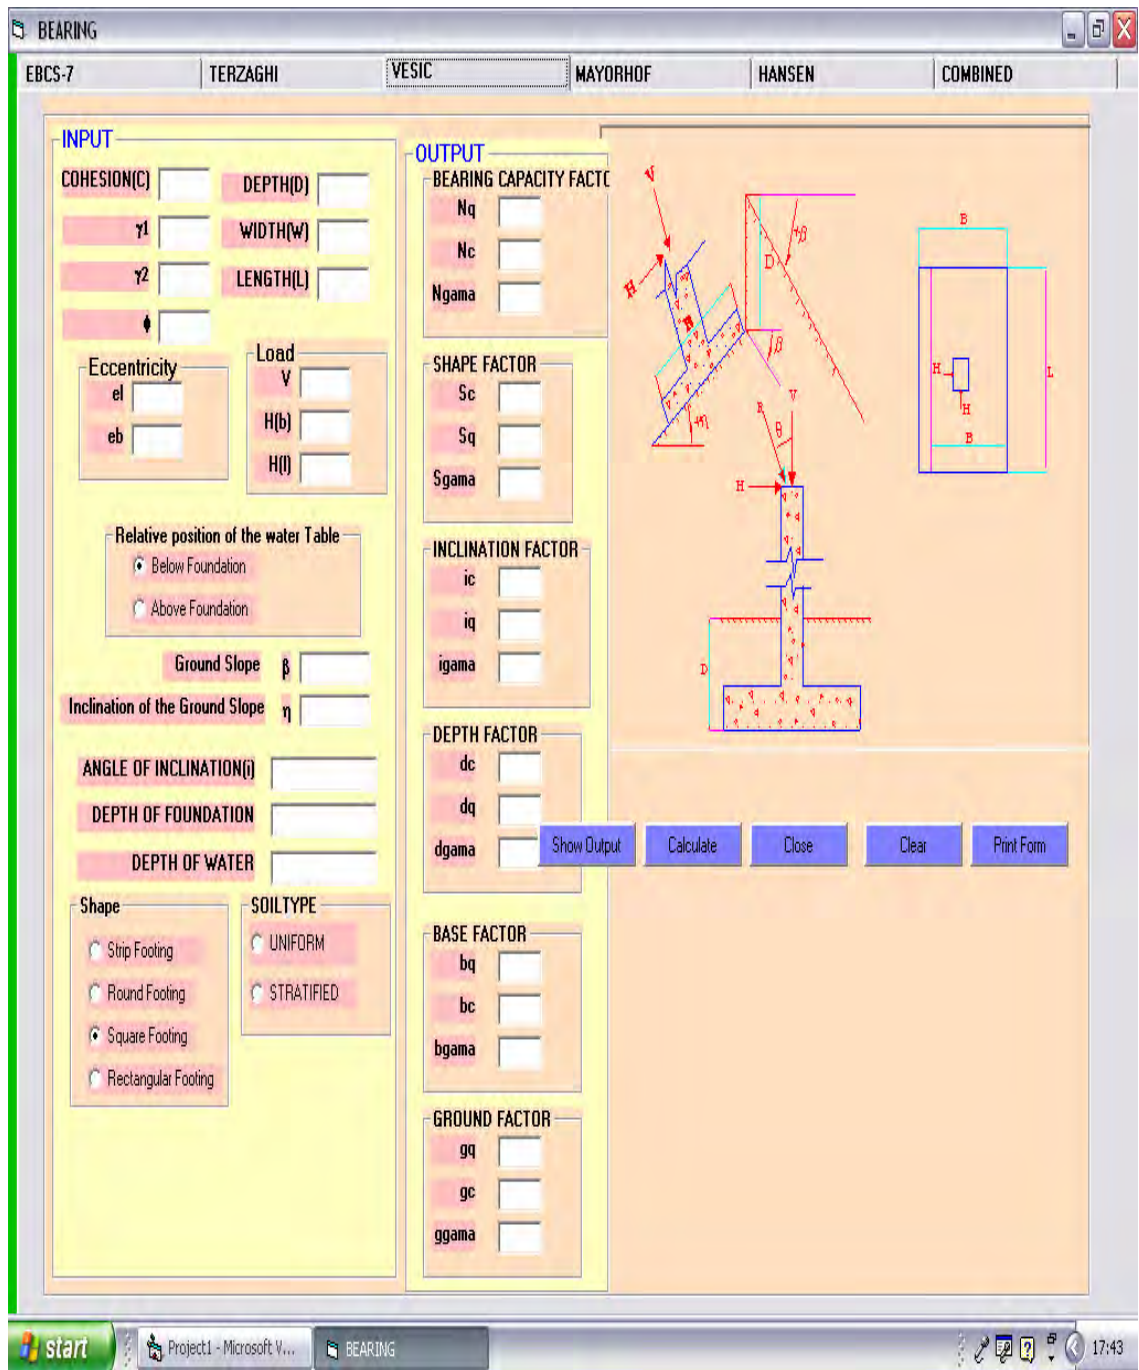 BEARING
EBCS-7 TERZAGHI VESIC MAYORHOF HANSEN COMBINED
INPUT
COHESION(C) DEPTH(D)
γ1 WIDTH(W)
γ2 LENGTH(L)
ϕ
Eccentricity
el
eb
Load
V
H(b)
H(l)
Relative position of the water Table
Below Foundation
Above Foundation
Ground Slope β
Inclination of the Ground Slope η
ANGLE OF INCLINATION(i)
DEPTH OF FOUNDATION
DEPTH OF WATER
Shape
Strip Footing
Round Footing
Square Footing
Rectangular Footing
SOILTYPE
UNIFORM
STRATIFIED
OUTPUT
BEARING CAPACITY FACTO
Nq
Nc
Ngama
SHAPE FACTOR
Sc
Sq
Sgama
INCLINATION FACTOR
ic
iq
igama
DEPTH FACTOR
dc
dq
dgama
BASE FACTOR
bq
bc
bgama
GROUND FACTOR
gq
gc
ggama
V
H
+β
D
β
+η
B
H
H
B
L
R
θ
V
H
D
Show Output Calculate Close Clear Print Form
start Project1 - Microsoft V... BEARING 17:43